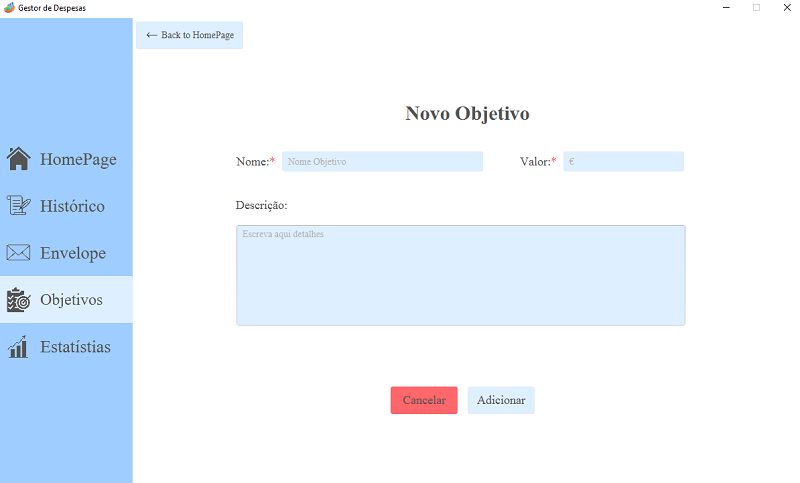 Gestor de Despesas
← Back to HomePage
HomePage
Histórico
Envelope
Objetivos
Estatístias
Novo Objetivo
Nome:* Nome Objetivo Valor:* €
Descrição:
Escreva aqui detalhes
Cancelar Adicionar